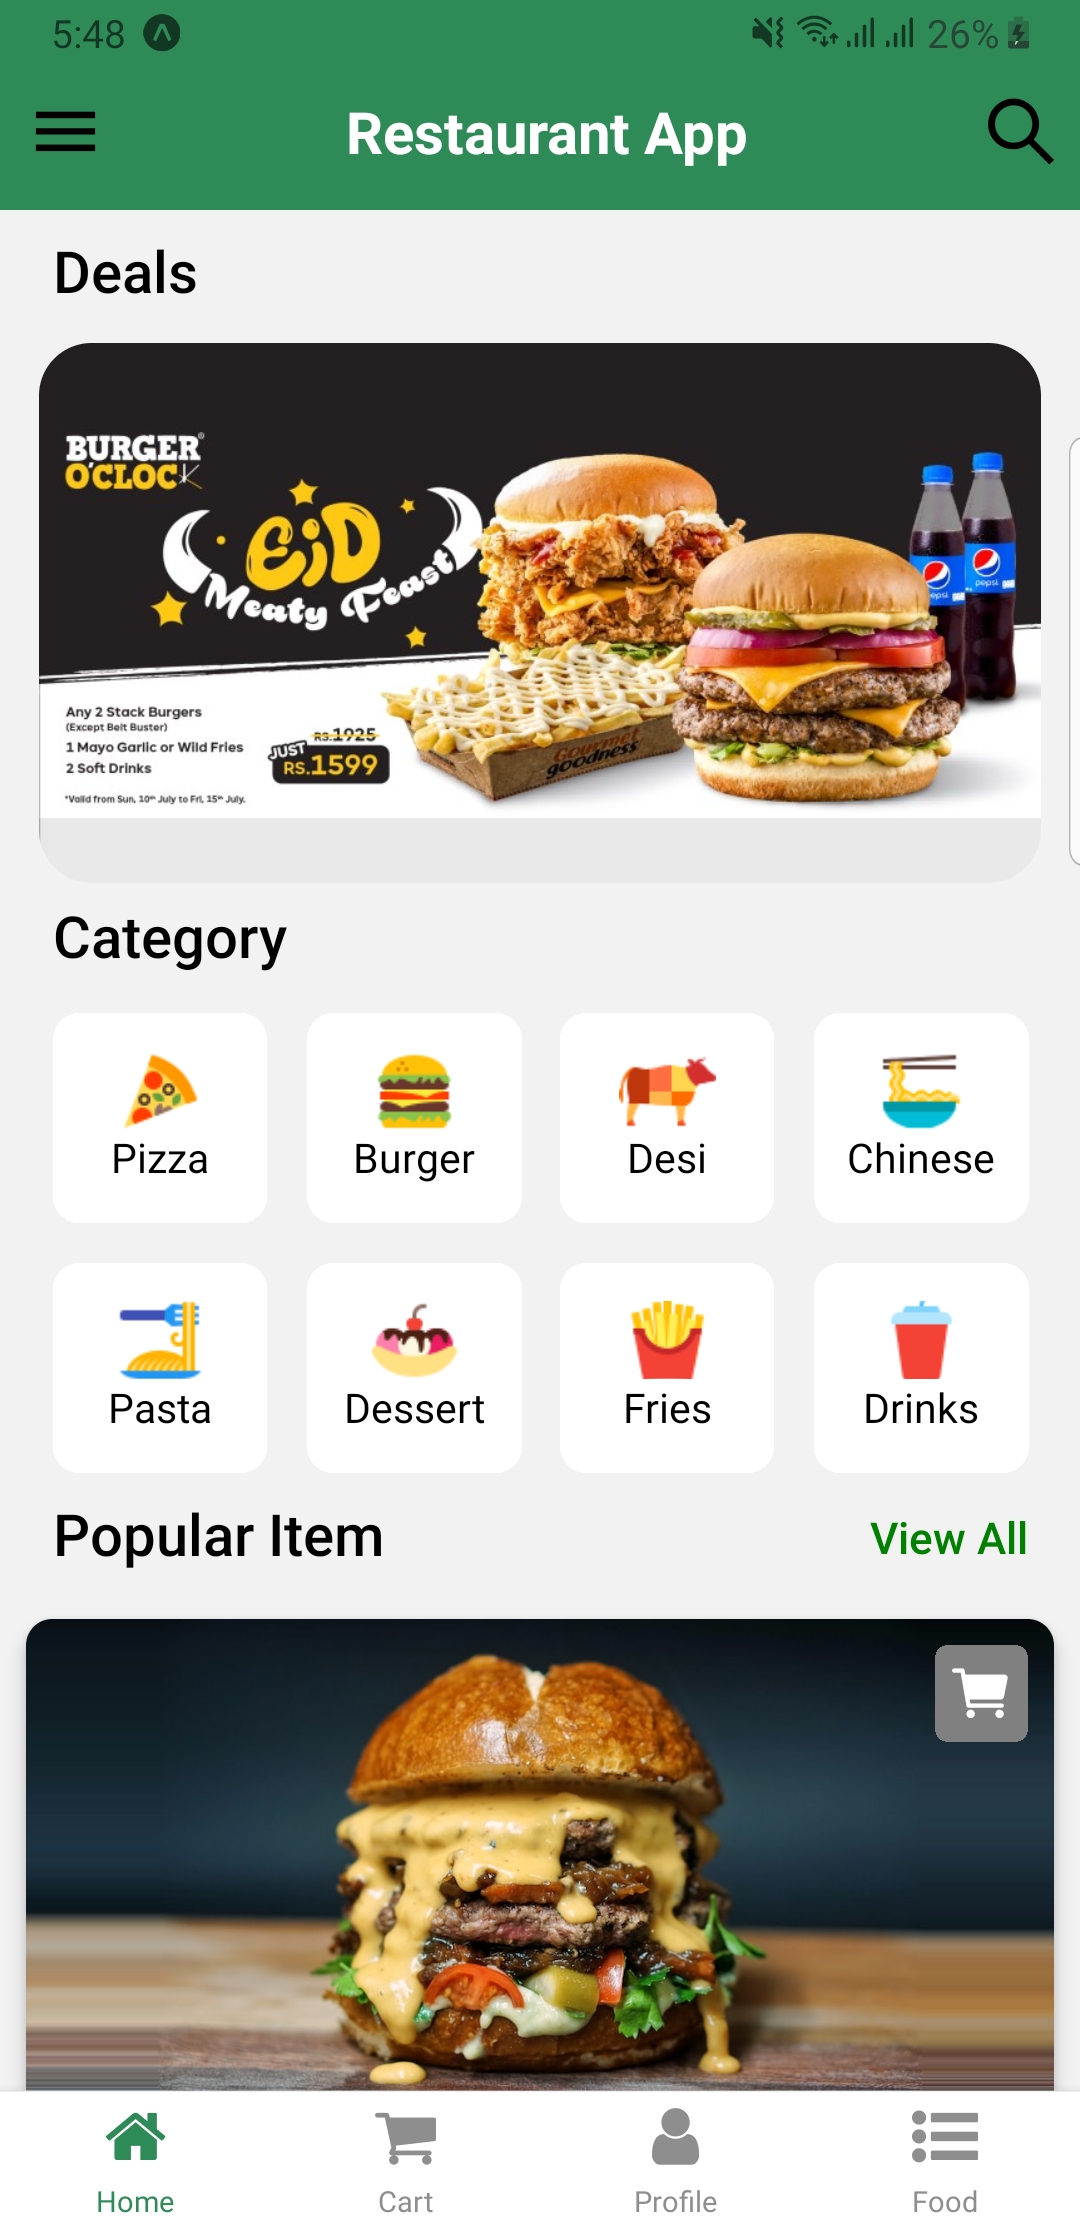 5:48
26%
Restaurant App
Deals
BURGER
O'CLOCK
EiD
Meaty Feast
pepsi
pepsi
Any 2 Stack Burgers
(Except Belt Buster)
1 Mayo Garlic or Wild Fries
2 Soft Drinks
RS.1925
JUST
RS.1599
Gourmet
goodness
*Valid from Sun, 10th July to Fri, 15th July.
Category
Pizza
Burger
Desi
Chinese
Pasta
Dessert
Fries
Drinks
Popular Item
View All
Home
Cart
Profile
Food